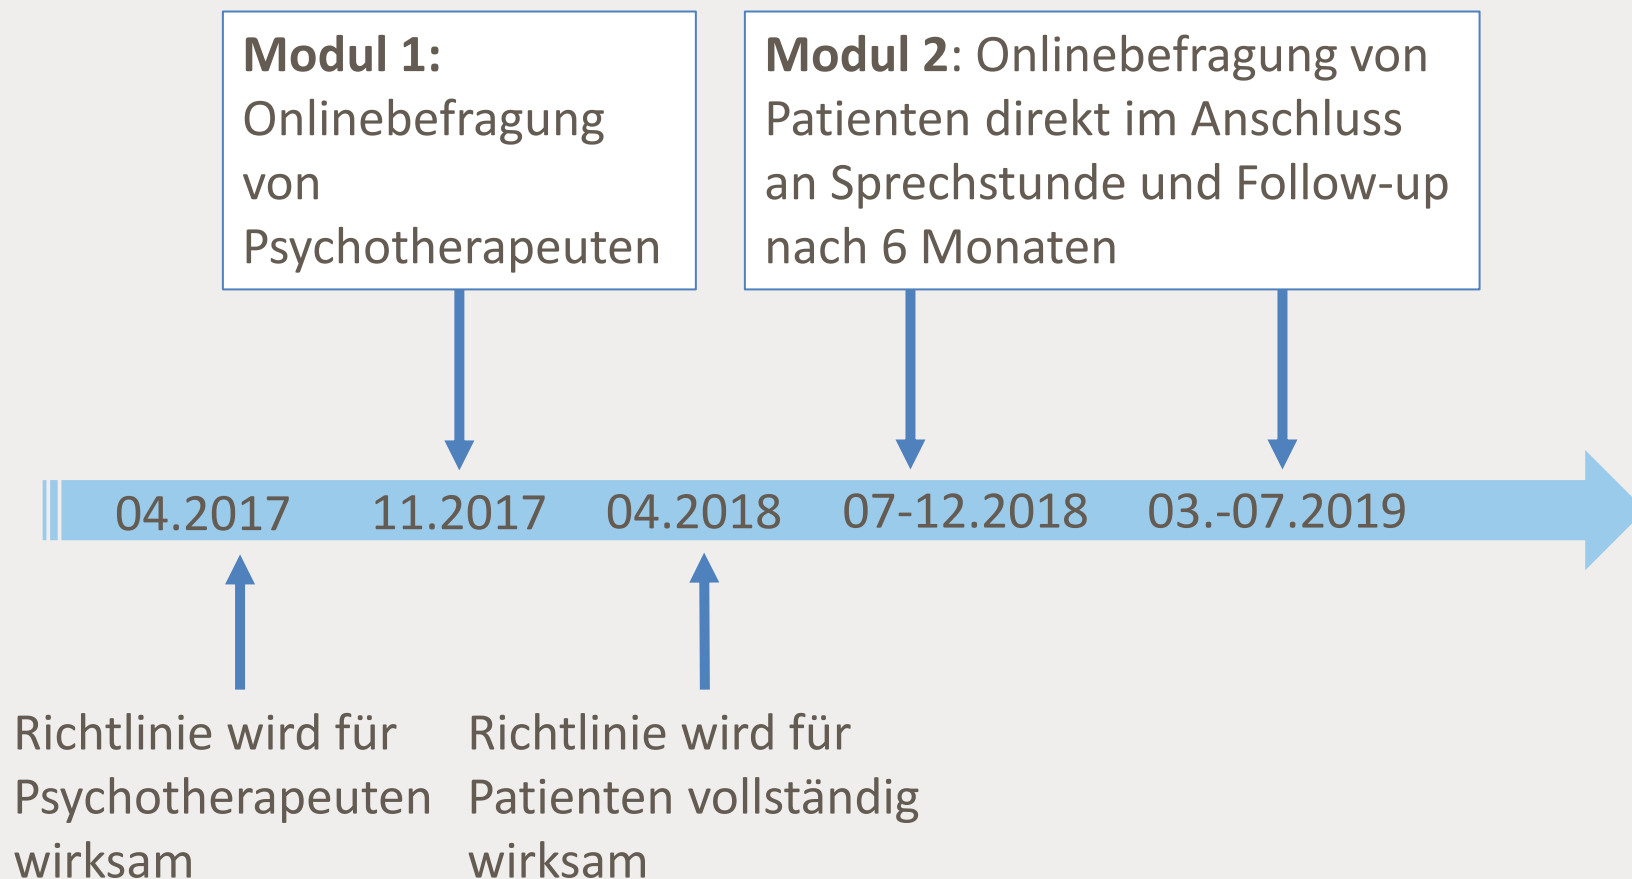 Modul 1:
Onlinebefragung
von
Psychotherapeuten
Modul 2: Onlinebefragung von
Patienten direkt im Anschluss
an Sprechstunde und Follow-up
nach 6 Monaten
04.2017 11.2017 04.2018 07-12.2018 03.-07.2019
Richtlinie wird für
Psychotherapeuten
wirksam
Richtlinie wird für
Patienten vollständig
wirksam